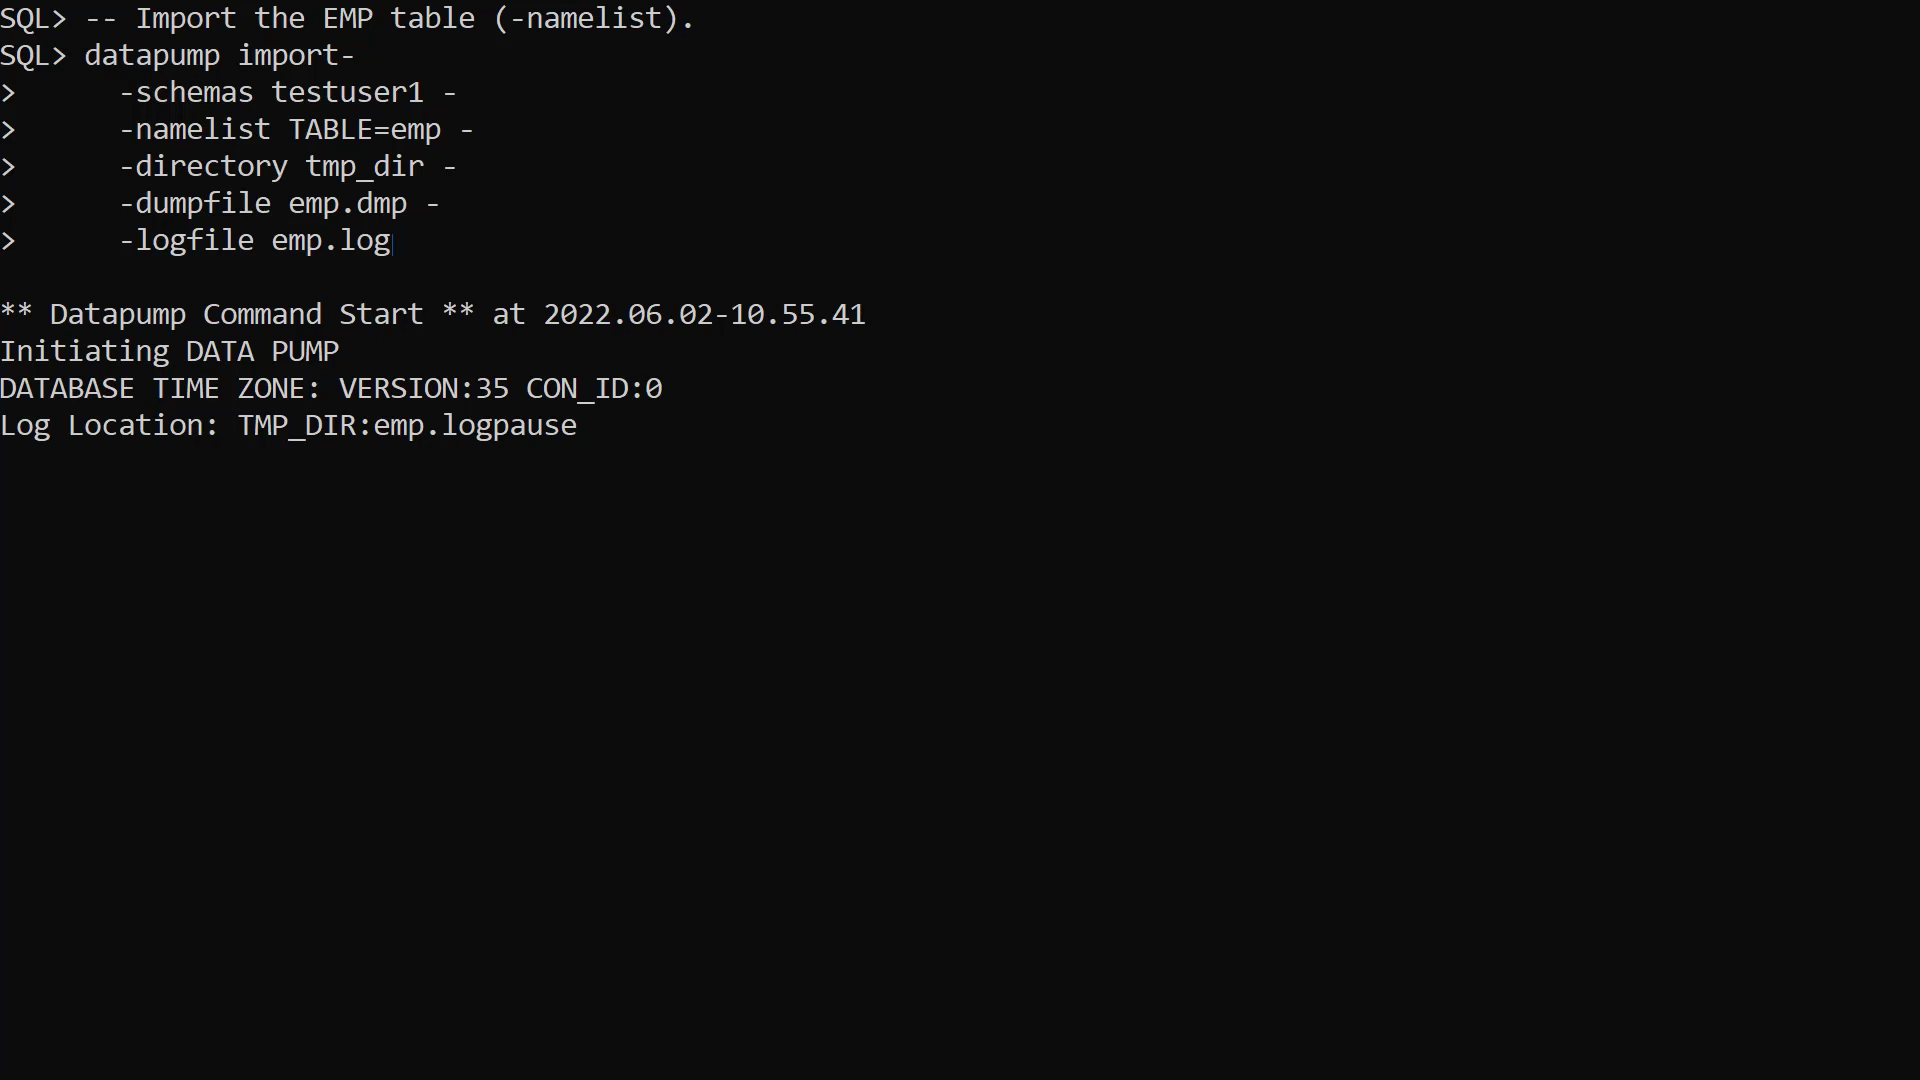 SQL> -- Import the EMP table (-namelist).
SQL> datapump import-
>      -schemas testuser1 -
>      -namelist TABLE=emp -
>      -directory tmp_dir -
>      -dumpfile emp.dmp -
>      -logfile emp.log
** Datapump Command Start ** at 2022.06.02-10.55.41
Initiating DATA PUMP
DATABASE TIME ZONE: VERSION:35 CON_ID:0
Log Location: TMP_DIR:emp.logpause